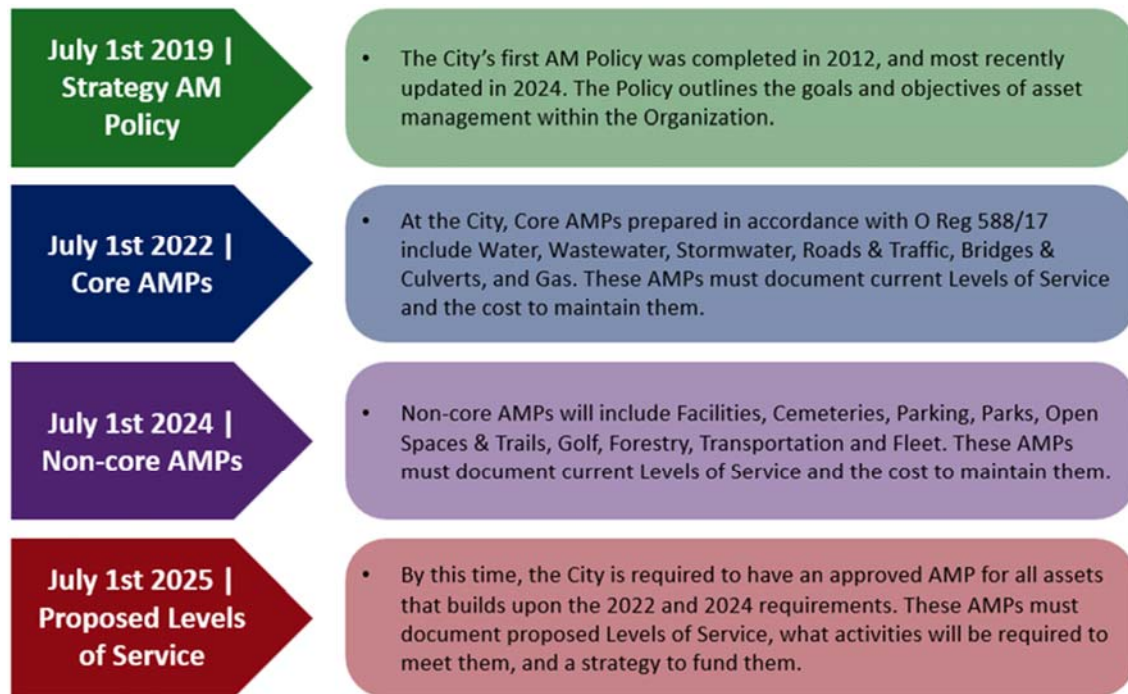 July 1st 2019 |
Strategy AM
Policy
• The City's first AM Policy was completed in 2012, and most recently
updated in 2024. The Policy outlines the goals and objectives of asset
management within the Organization.
July 1st 2022 |
Core AMPs
• At the City, Core AMPs prepared in accordance with O Reg 588/17
include Water, Wastewater, Stormwater, Roads & Traffic, Bridges &
Culverts, and Gas. These AMPs must document current Levels of Service
and the cost to maintain them.
July 1st 2024 |
Non-core AMPs
• Non-core AMPs will include Facilities, Cemeteries, Parking, Parks, Open
Spaces & Trails, Golf, Forestry, Transportation and Fleet. These AMPs
must document current Levels of Service and the cost to maintain them.
July 1st 2025 |
Proposed Levels
of Service
• By this time, the City is required to have an approved AMP for all assets
that builds upon the 2022 and 2024 requirements. These AMPs must
document proposed Levels of Service, what activities will be required to
meet them, and a strategy to fund them.